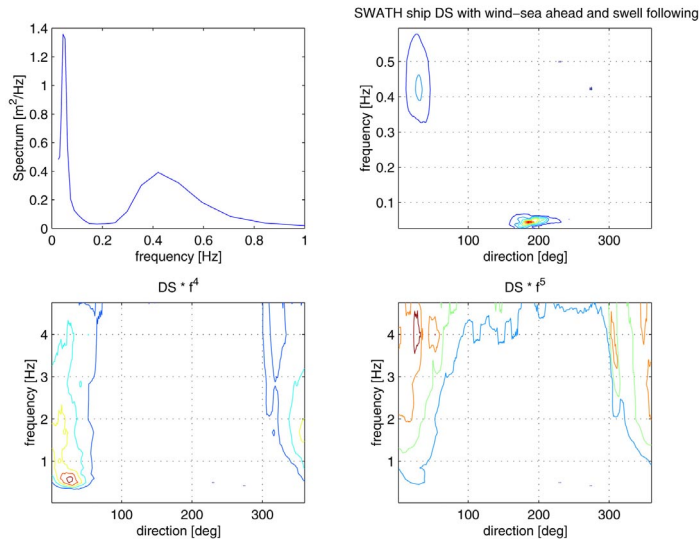 SWATH ship DS with wind−sea ahead and swell following
1.4
1.2
1
0.8
0.6
0.4
0.2
0
Spectrum [m²/Hz]
0 0.2 0.4 0.6 0.8 1
frequency [Hz]
0.5
0.4
0.3
0.2
0.1
frequency [Hz]
100 200 300
direction [deg]
DS * f⁴
4
3
2
1
frequency [Hz]
100 200 300
direction [deg]
DS * f⁵
4
3
2
1
frequency [Hz]
100 200 300
direction [deg]